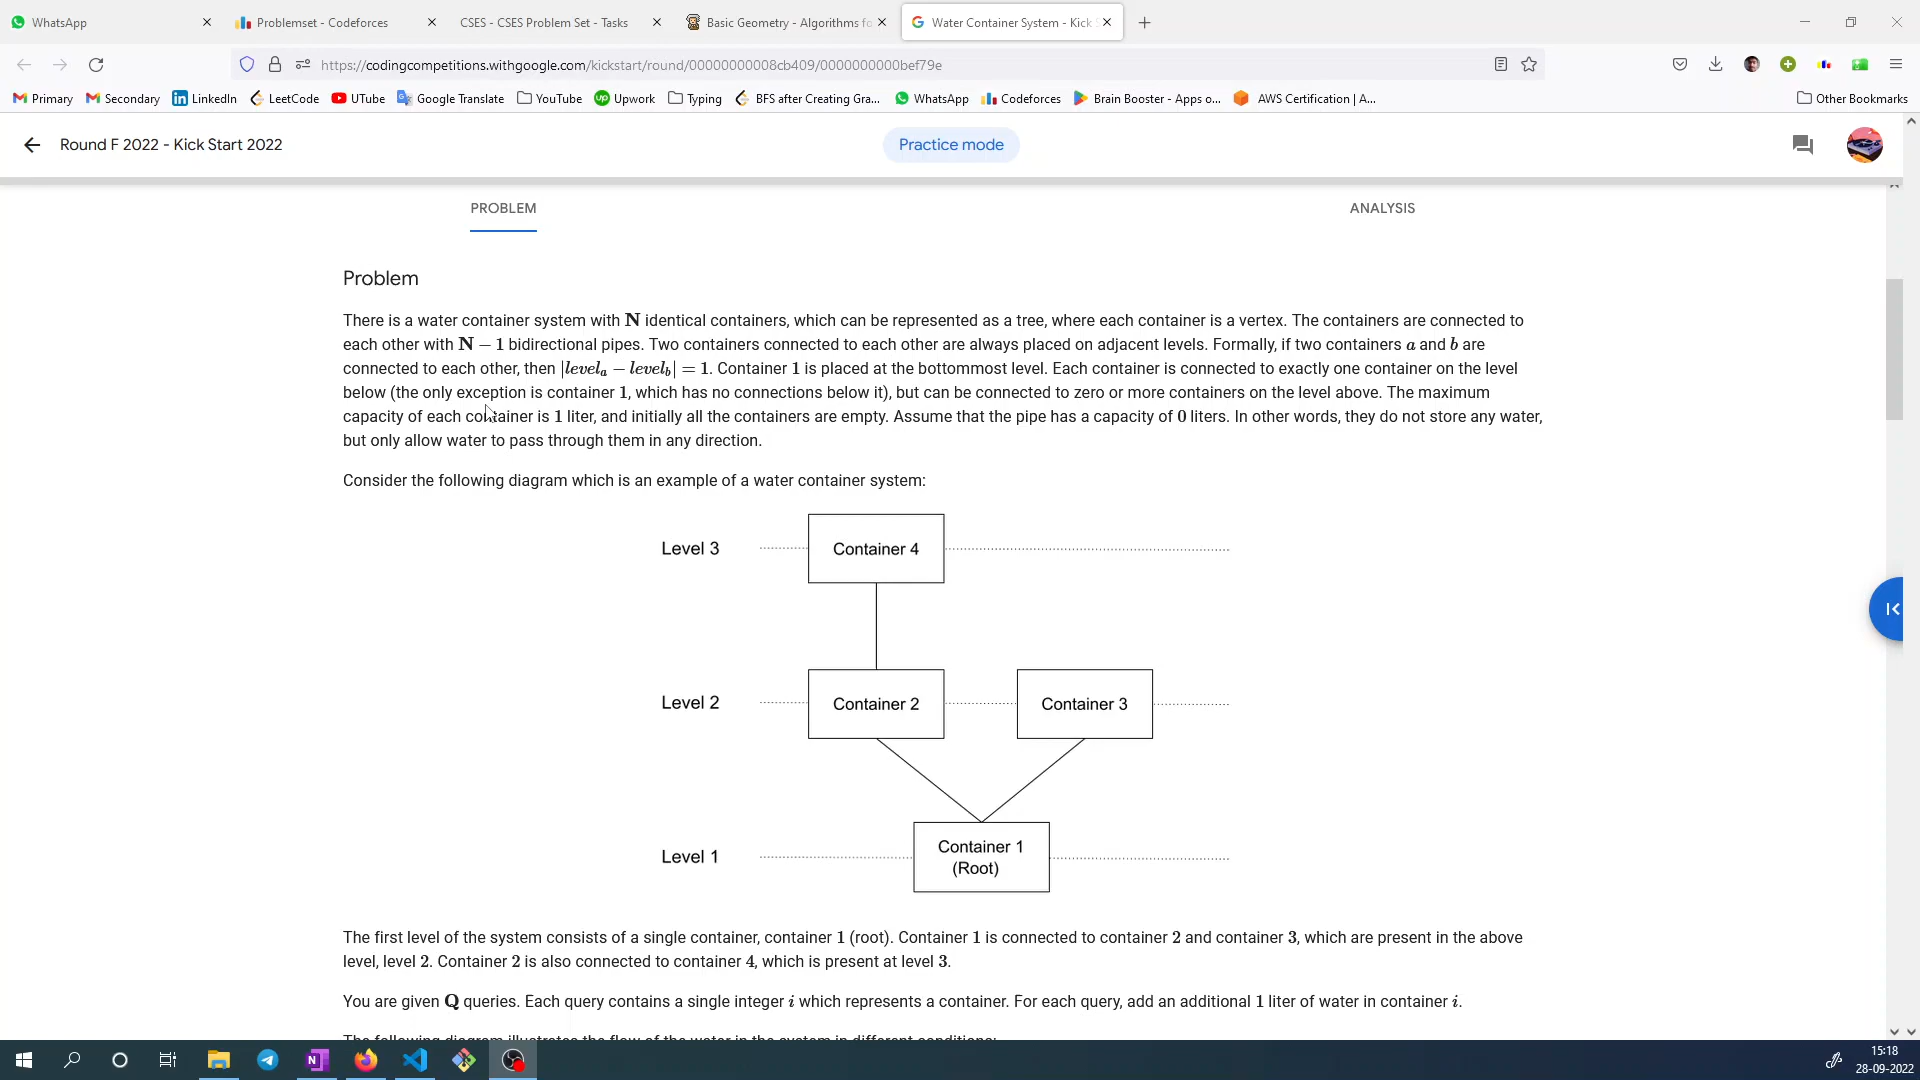 WhatsApp
Problemset - Codeforces
CSES - CSES Problem Set - Tasks
Basic Geometry - Algorithms fo
Water Container System - Kick S
https://codingcompetitions.withgoogle.com/kickstart/round/00000000008cb409/0000000000bef79e
Primary Secondary LinkedIn LeetCode UTube Google Translate YouTube Upwork Typing BFS after Creating Gra... WhatsApp Codeforces Brain Booster - Apps o... AWS Certification | A... Other Bookmarks
Round F 2022 - Kick Start 2022
Practice mode
PROBLEM
ANALYSIS
Problem
There is a water container system with N identical containers, which can be represented as a tree, where each container is a vertex. The containers are connected to
each other with N − 1 bidirectional pipes. Two containers connected to each other are always placed on adjacent levels. Formally, if two containers a and b are
connected to each other, then |level_a − level_b| = 1. Container 1 is placed at the bottommost level. Each container is connected to exactly one container on the level
below (the only exception is container 1, which has no connections below it), but can be connected to zero or more containers on the level above. The maximum
capacity of each container is 1 liter, and initially all the containers are empty. Assume that the pipe has a capacity of 0 liters. In other words, they do not store any water,
but only allow water to pass through them in any direction.
Consider the following diagram which is an example of a water container system:
Level 3
Container 4
Level 2
Container 2
Container 3
Level 1
Container 1
(Root)
The first level of the system consists of a single container, container 1 (root). Container 1 is connected to container 2 and container 3, which are present in the above
level, level 2. Container 2 is also connected to container 4, which is present at level 3.
You are given Q queries. Each query contains a single integer i which represents a container. For each query, add an additional 1 liter of water in container i.
The following diagram illustrates the flow of the water in the system in different conditions:
15:18
28-09-2022